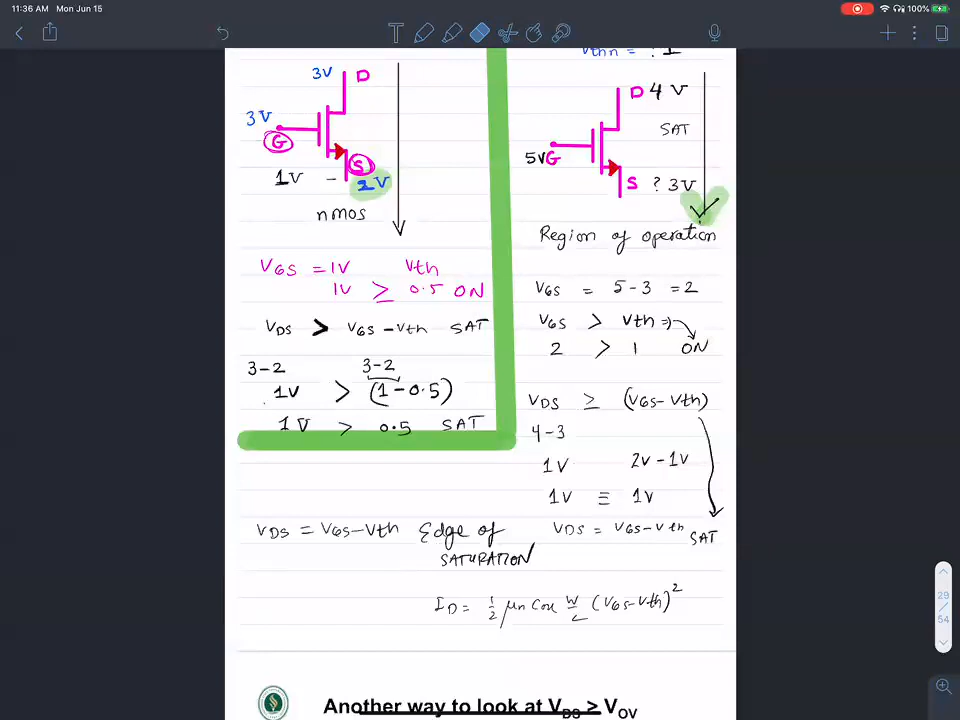 11:36 AM Mon Jun 15
100%
T
3V D
3V
G
S
1V - 2V
nmos
VGS = 1V Vth
1V ≥ 0.5 ON
VDS > VGS - Vth SAT
3-2 3-2
1V > (1 - 0.5)
1V > 0.5 SAT
VDS = VGS - Vth Edge of
SATURATION
Vthn = ? 1
D 4 V
SAT
5V G
S ? 3V
Region of operation
VGS = 5 - 3 = 2
VGS > Vth ⇒
2 > 1 ON
VDS ≥ (VGS - Vth)
4 - 3
1V 2V - 1V
1V ≡ 1V
VDS = VGS - Vth SAT
ID = 1/2 μn Cox W/L (VGS - Vth)²
29
/
54
Another way to look at VDS > VOV